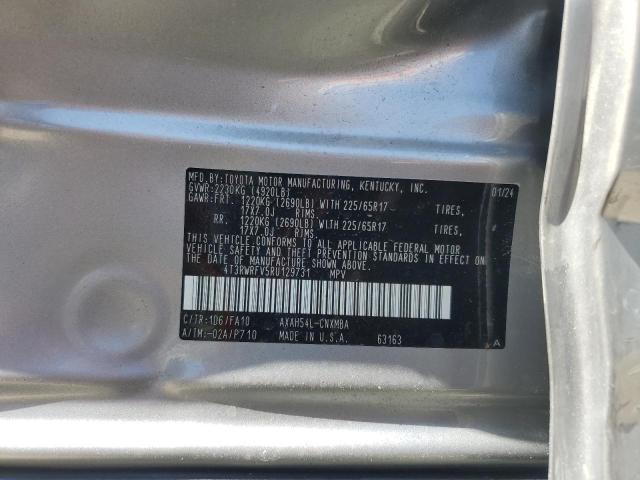 MFD.BY:TOYOTA MOTOR MANUFACTURING, KENTUCKY, INC. 01/24
GVWR:2230KG (4920LB)
GAWR:FRT. 1220KG (2690LB) WITH 225/65R17 TIRES,
17X7.0J RIMS.
RR. 1220KG (2690LB) WITH 225/65R17 TIRES,
17X7.0J RIMS.
THIS VEHICLE CONFORMS TO ALL APPLICABLE FEDERAL MOTOR
VEHICLE SAFETY, BUMPER, AND THEFT PREVENTION STANDARDS IN EFFECT
ON THE DATE OF MANUFACTURE SHOWN ABOVE.
4T3RWRFV5RU129731 MPV
C/TR:1D6/FA10 AXAH54L-CNXMBA
A/TM:-02A/P710 MADE IN U.S.A. 63163 A